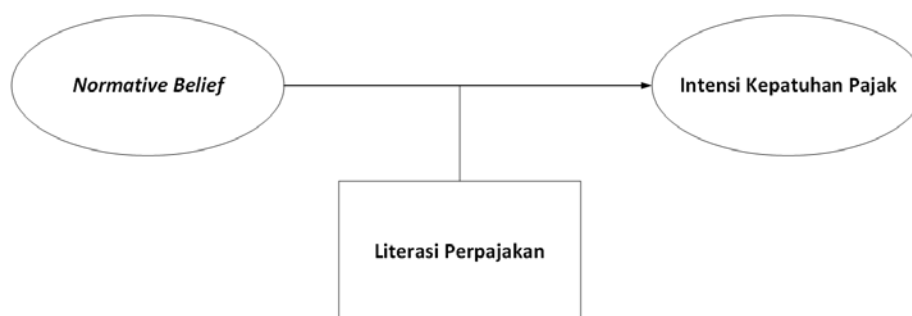 Normative Belief
Intensi Kepatuhan Pajak
Literasi Perpajakan